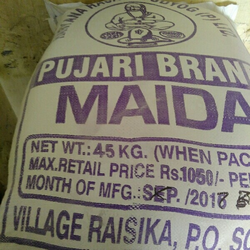 PUJARI BRAN
MAIDA
NET WT.: 45 KG. (WHEN PAC
MAX. RETAIL PRICE Rs.1050/- PE
MONTH OF MFG.: SEP. /201
VILLAGE RAISIKA, P.O. S